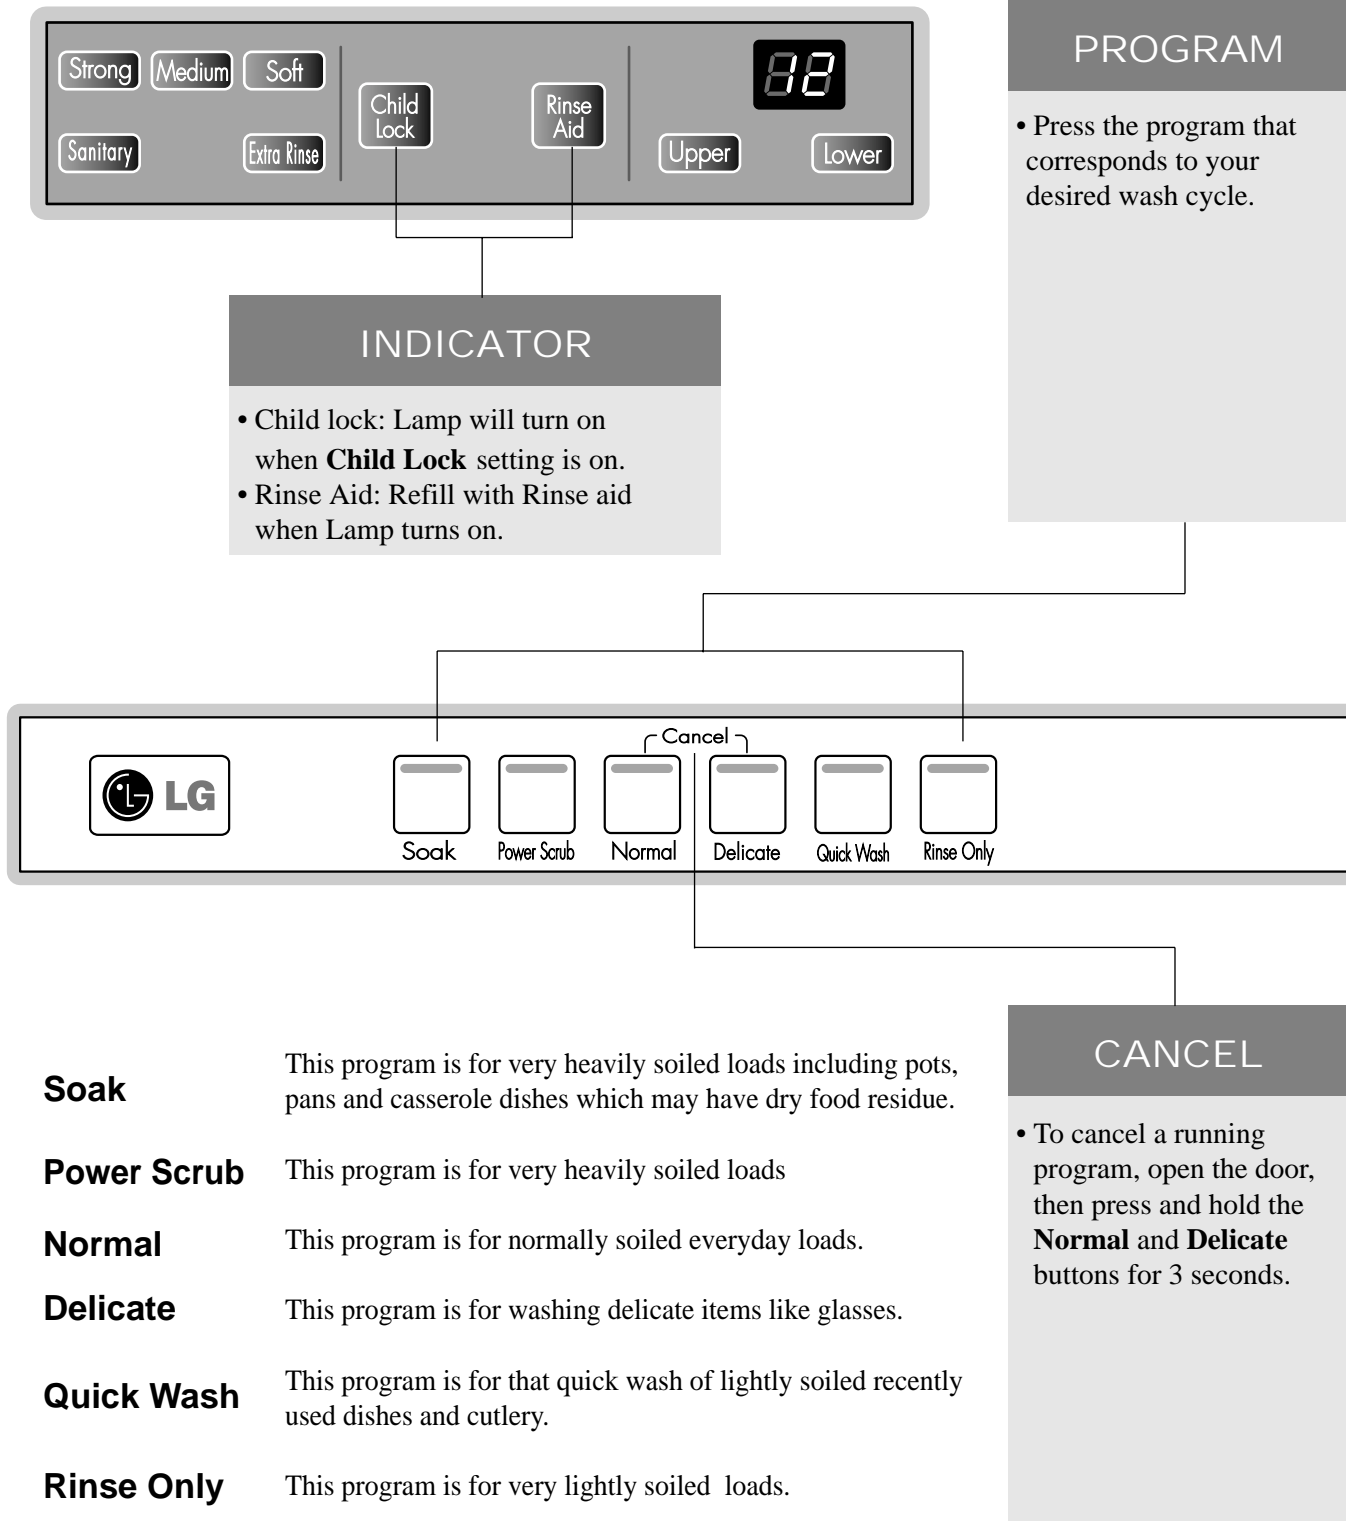 Strong Medium Soft
Child Lock
Rinse Aid
12
Sanitary Extra Rinse
Upper Lower
PROGRAM
• Press the program that
corresponds to your
desired wash cycle.
INDICATOR
• Child lock: Lamp will turn on
when Child Lock setting is on.
• Rinse Aid: Refill with Rinse aid
when Lamp turns on.
Cancel
LG
Soak Power Scrub Normal Delicate Quick Wash Rinse Only
Soak
This program is for very heavily soiled loads including pots,
pans and casserole dishes which may have dry food residue.
Power Scrub
This program is for very heavily soiled loads
Normal
This program is for normally soiled everyday loads.
Delicate
This program is for washing delicate items like glasses.
Quick Wash
This program is for that quick wash of lightly soiled recently
used dishes and cutlery.
Rinse Only
This program is for very lightly soiled loads.
CANCEL
• To cancel a running
program, open the door,
then press and hold the
Normal and Delicate
buttons for 3 seconds.